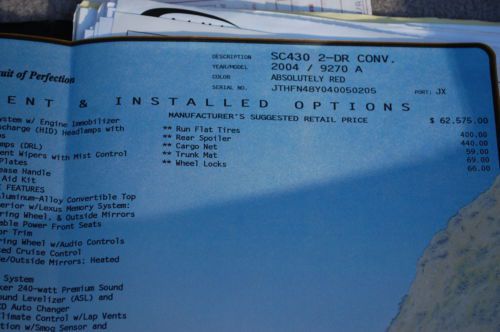 DESCRIPTION SC430 2-DR CONV.
YEAR/MODEL 2004 / 9270 A
COLOR ABSOLUTELY RED
SERIAL NO. JTHFN48Y040050205 PORT: JX
uit of Perfection
ENT & INSTALLED OPTIONS
MANUFACTURER'S SUGGESTED RETAIL PRICE $ 62,575.00
** Run Flat Tires 400.00
** Rear Spoiler 440.00
** Cargo Net 59.00
** Trunk Mat 69.00
** Wheel Locks 66.00
ystem w/ Engine Immobilizer
scharge (HID) Headlamps with
mps (DRL)
ent Wipers with Mist Control
Plates
ease Handle
Aid Kit
FEATURES
luminum-Alloy Convertible Top
erior w/Lexus Memory System:
ring Wheel, & Outside Mirrors
able Power Front Seats
or Trim
ring Wheel w/Audio Controls
ted Cruise Control
de/Outside Mirrors: Heated
System
ker 240-watt Premium Sound
ound Levelizer (ASL) and
CD Auto Changer
limate Control w/Lap Vents
tion w/Smog Sensor and